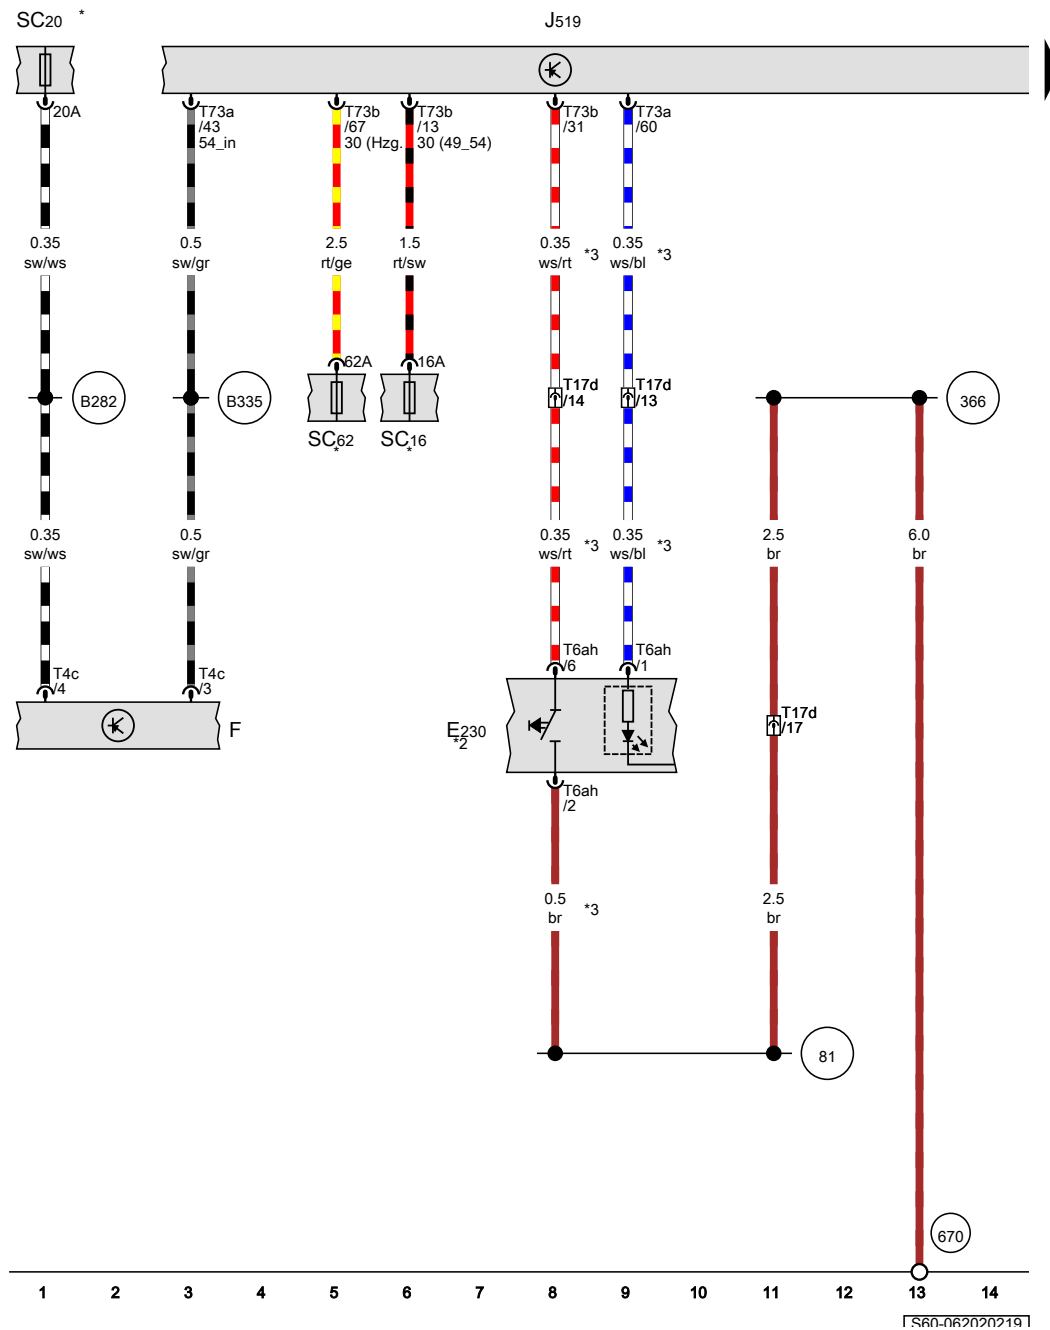 SC20 *
J519
20A
T73a
/43
54_in
T73b
/67
30 (Hzg.
T73b
/13
30 (49_54)
T73b
/31
T73a
/60
0.35
sw/ws
0.5
sw/gr
2.5
rt/ge
1.5
rt/sw
0.35
ws/rt
*3
0.35
ws/bl
*3
62A
16A
B282
B335
SC62
*
SC16
*
T17d
/14
T17d
/13
366
0.35
sw/ws
0.5
sw/gr
0.35
ws/rt
*3
0.35
ws/bl
*3
2.5
br
6.0
br
T4c
/4
T4c
/3
T6ah
/6
T6ah
/1
F
E230
*2
T17d
/17
T6ah
/2
0.5
br
*3
2.5
br
81
670
1 2 3 4 5 6 7 8 9 10 11 12 13 14
S60-062020219